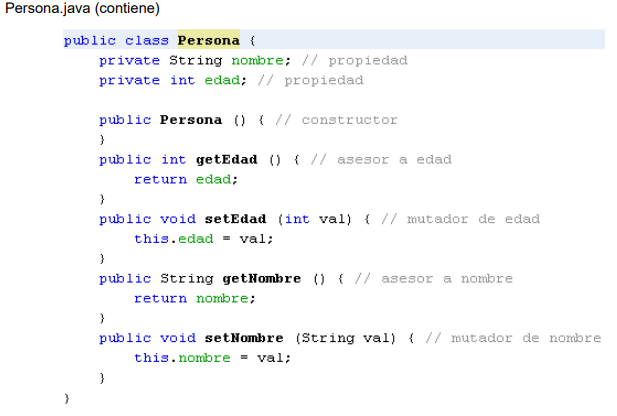 Persona.java (contiene)
public class Persona {
private String nombre; // propiedad
private int edad; // propiedad
public Persona () { // constructor
}
public int getEdad () { // asesor a edad
return edad;
}
public void setEdad (int val) { // mutador de edad
this.edad = val;
}
public String getNombre () { // asesor a nombre
return nombre;
}
public void setNombre (String val) { // mutador de nombre
this.nombre = val;
}
}